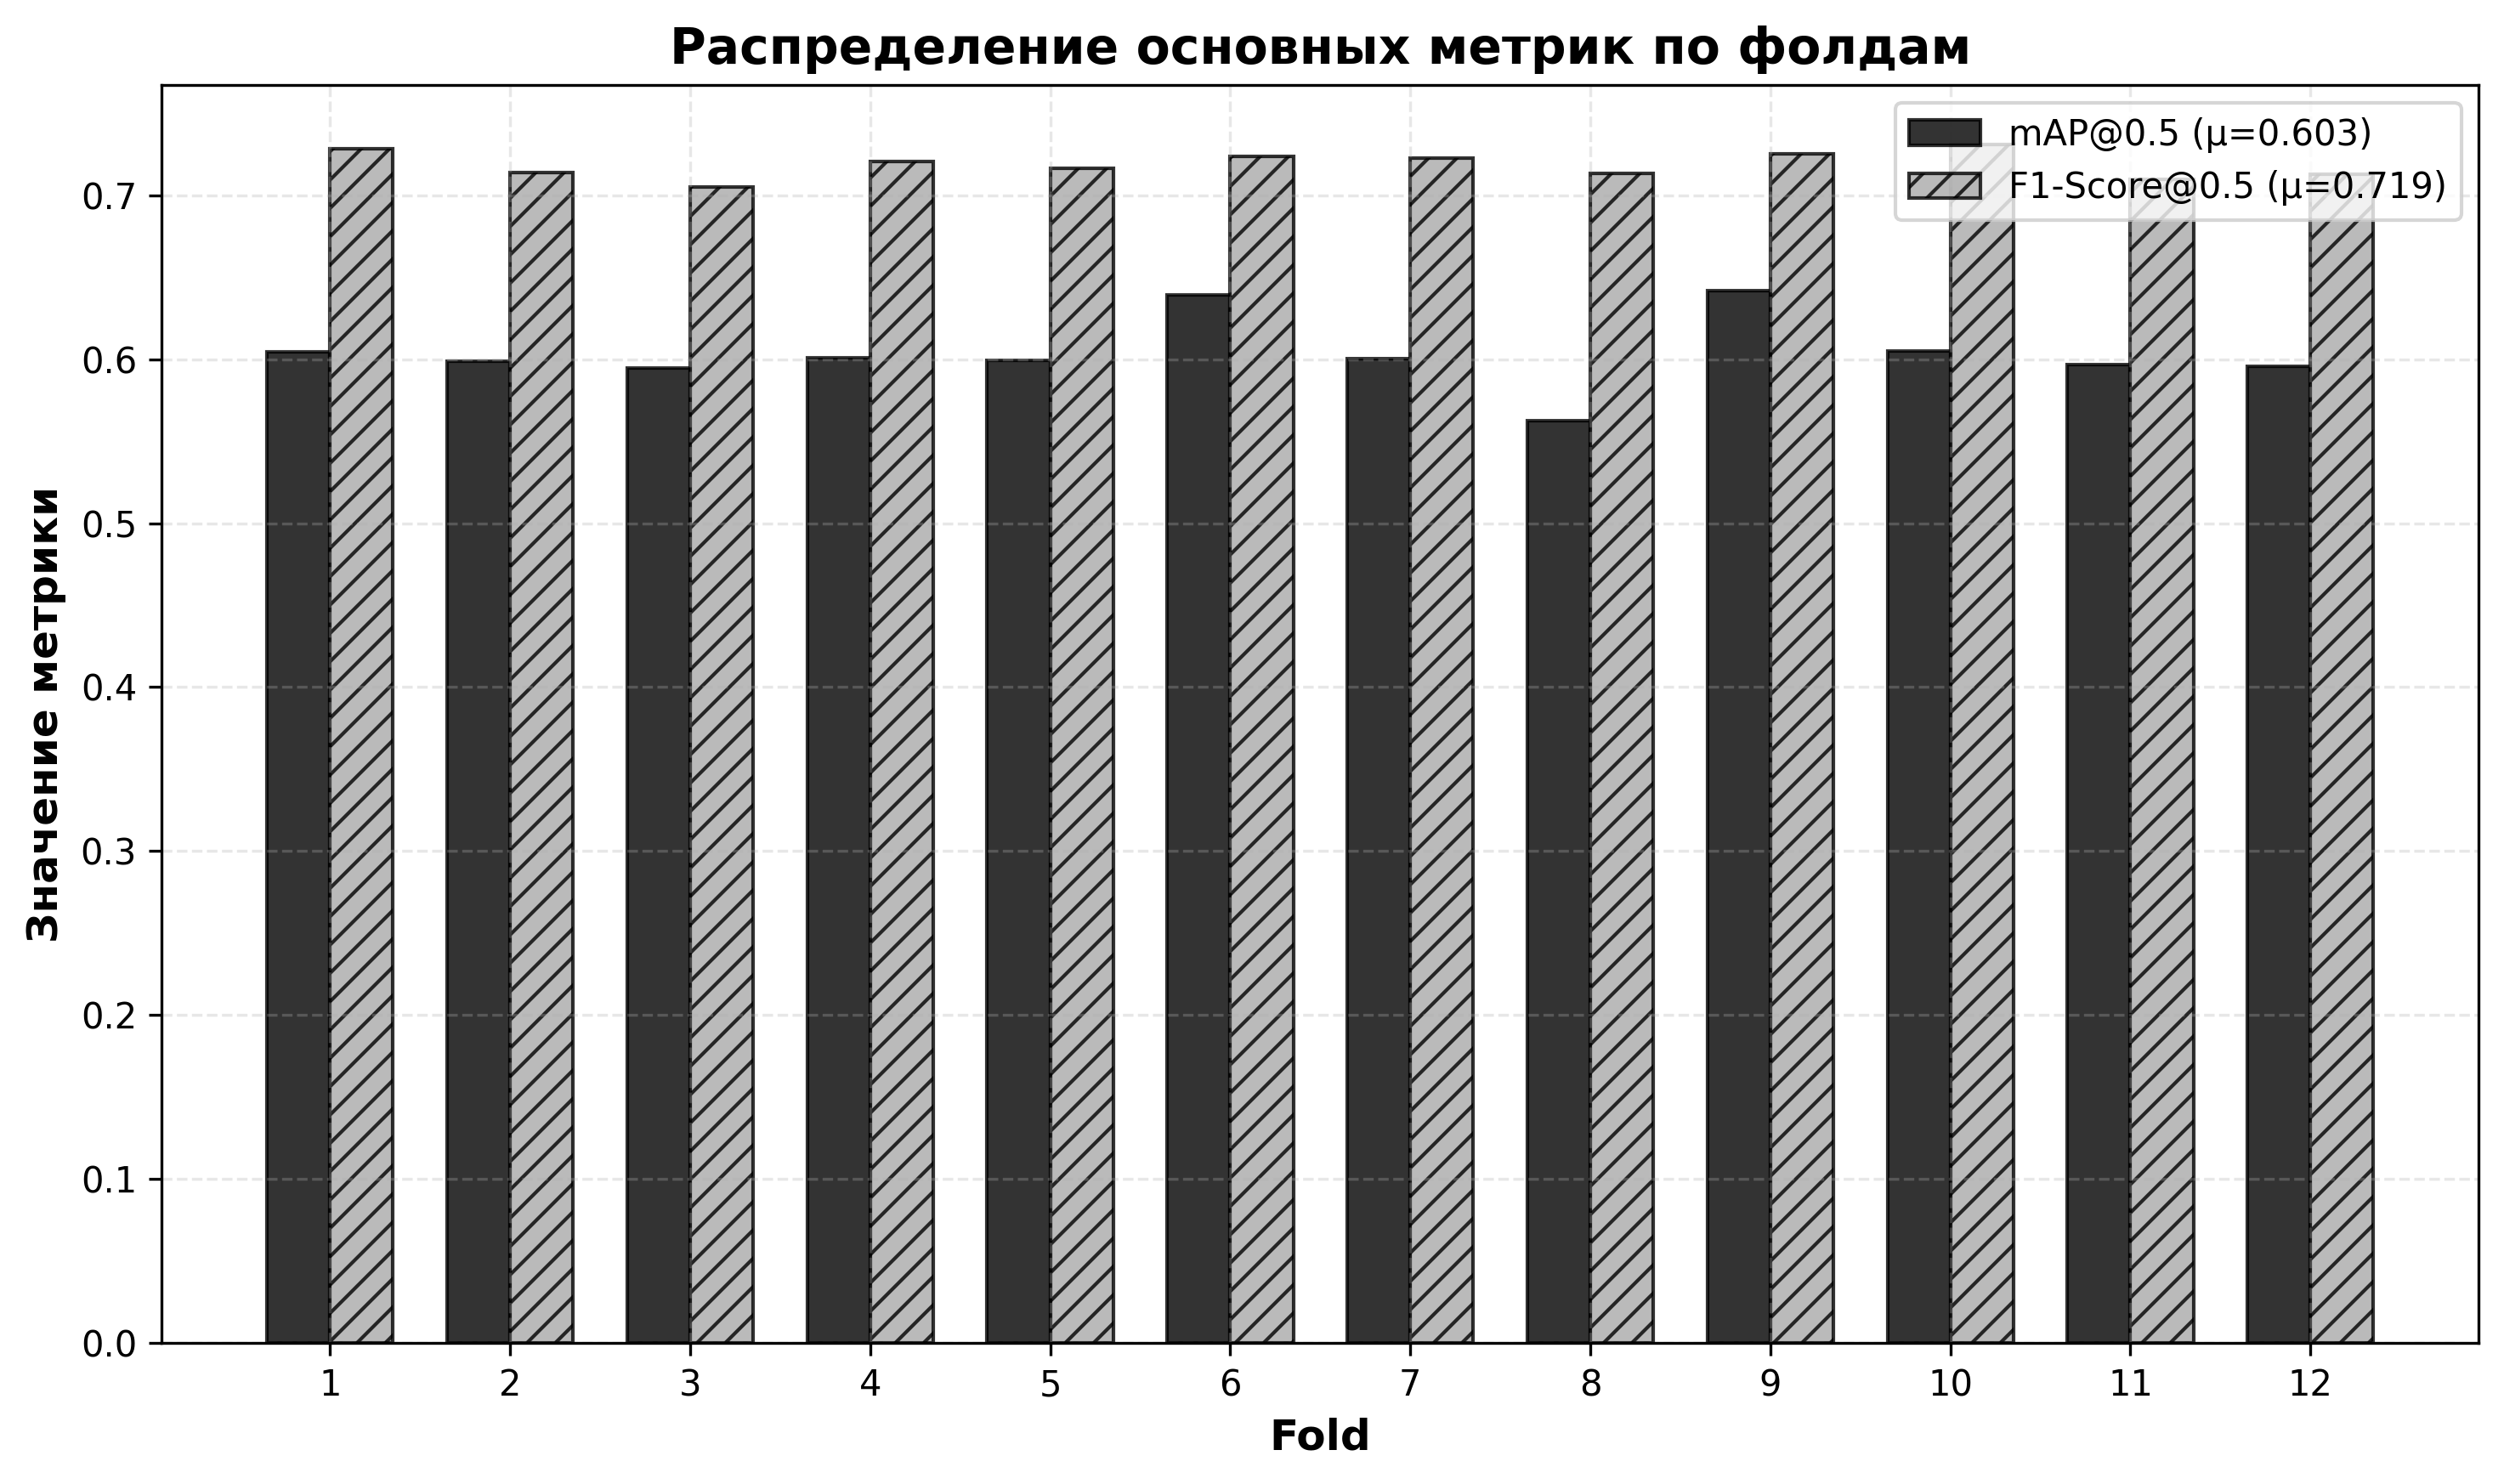 Распределение основных метрик по фолдам
mAP@0.5 (μ=0.603)
F1-Score@0.5 (μ=0.719)
Значение метрики
0.7
0.6
0.5
0.4
0.3
0.2
0.1
0.0
1 2 3 4 5 6 7 8 9 10 11 12
Fold